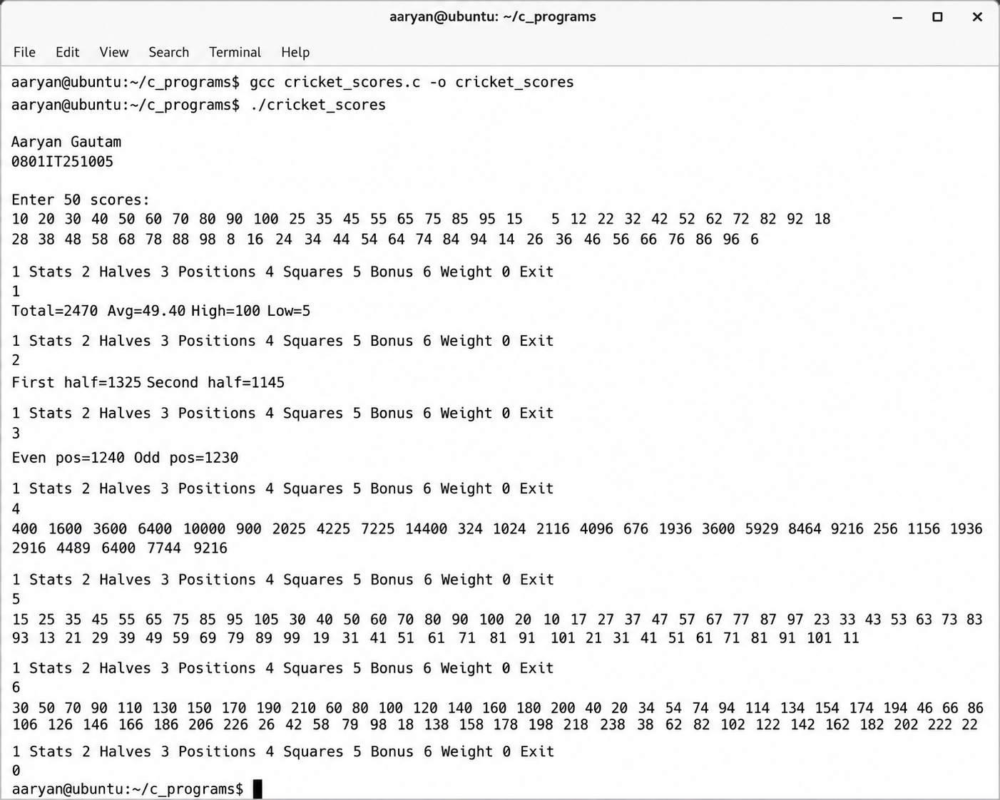 aaryan@ubuntu: ~/c_programs
File Edit View Search Terminal Help
aaryan@ubuntu:~/c_programs$ gcc cricket_scores.c -o cricket_scores
aaryan@ubuntu:~/c_programs$ ./cricket_scores
Aaryan Gautam
0801IT251005
Enter 50 scores:
10 20 30 40 50 60 70 80 90 100 25 35 45 55 65 75 85 95 15 5 12 22 32 42 52 62 72 82 92 18
28 38 48 58 68 78 88 98 8 16 24 34 44 54 64 74 84 94 14 26 36 46 56 66 76 86 96 6
1 Stats 2 Halves 3 Positions 4 Squares 5 Bonus 6 Weight 0 Exit
1
Total=2470 Avg=49.40 High=100 Low=5
1 Stats 2 Halves 3 Positions 4 Squares 5 Bonus 6 Weight 0 Exit
2
First half=1325 Second half=1145
1 Stats 2 Halves 3 Positions 4 Squares 5 Bonus 6 Weight 0 Exit
3
Even pos=1240 Odd pos=1230
1 Stats 2 Halves 3 Positions 4 Squares 5 Bonus 6 Weight 0 Exit
4
400 1600 3600 6400 10000 900 2025 4225 7225 14400 324 1024 2116 4096 676 1936 3600 5929 8464 9216 256 1156 1936
2916 4489 6400 7744 9216
1 Stats 2 Halves 3 Positions 4 Squares 5 Bonus 6 Weight 0 Exit
5
15 25 35 45 55 65 75 85 95 105 30 40 50 60 70 80 90 100 20 10 17 27 37 47 57 67 77 87 97 23 33 43 53 63 73 83
93 13 21 29 39 49 59 69 79 89 99 19 31 41 51 61 71 81 91 101 21 31 41 51 61 71 81 91 101 11
1 Stats 2 Halves 3 Positions 4 Squares 5 Bonus 6 Weight 0 Exit
6
30 50 70 90 110 130 150 170 190 210 60 80 100 120 140 160 180 200 40 20 34 54 74 94 114 134 154 174 194 46 66 86
106 126 146 166 186 206 226 26 42 58 79 98 18 138 158 178 198 218 238 38 62 82 102 122 142 162 182 202 222 22
1 Stats 2 Halves 3 Positions 4 Squares 5 Bonus 6 Weight 0 Exit
0
aaryan@ubuntu:~/c_programs$